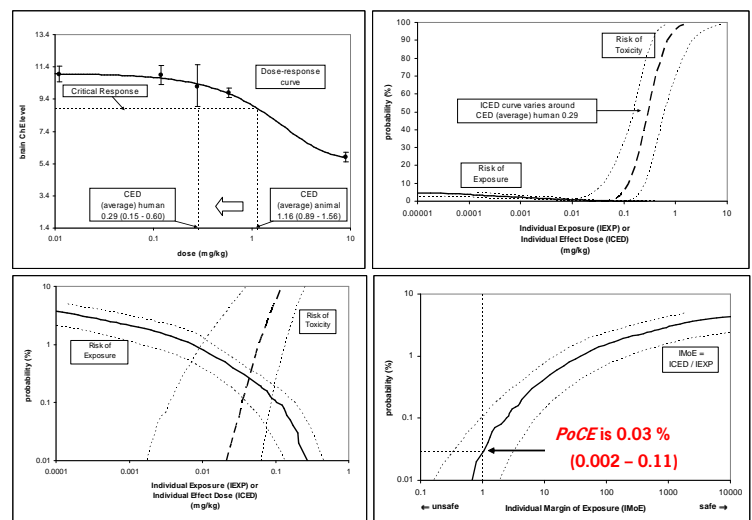 13.4
11.4
9.4
7.4
5.4
3.4
1.4
brain ChE level
Critical Response
Dose-response
curve
CED
(average) human
0.29 (0.15 - 0.60)
CED
(average) animal
1.16 (0.89 - 1.56)
0.01 0.1 1 10
dose (mg/kg)
100
90
80
70
60
50
40
30
20
10
0
probability (%)
Risk of
Toxicity
ICED curve varies around
CED (average) human 0.29
Risk of
Exposure
0.00001 0.0001 0.001 0.01 0.1 1 10
Individual Exposure (IEXP) or
Individual Effect Dose (ICED)
(mg/kg)
10
1
0.1
0.01
probability (%)
Risk of
Exposure
Risk of
Toxicity
0.0001 0.001 0.01 0.1 1
Individual Exposure (IEXP) or
Individual Effect Dose (ICED)
(mg/kg)
10
1
0.1
0.01
probability (%)
IMoE =
ICED / IEXP
PoCE is 0.03 %
(0.002 – 0.11)
0.1 1 10 100 1000 10000
← unsafe Individual Margin of Exposure (IMoE) safe →